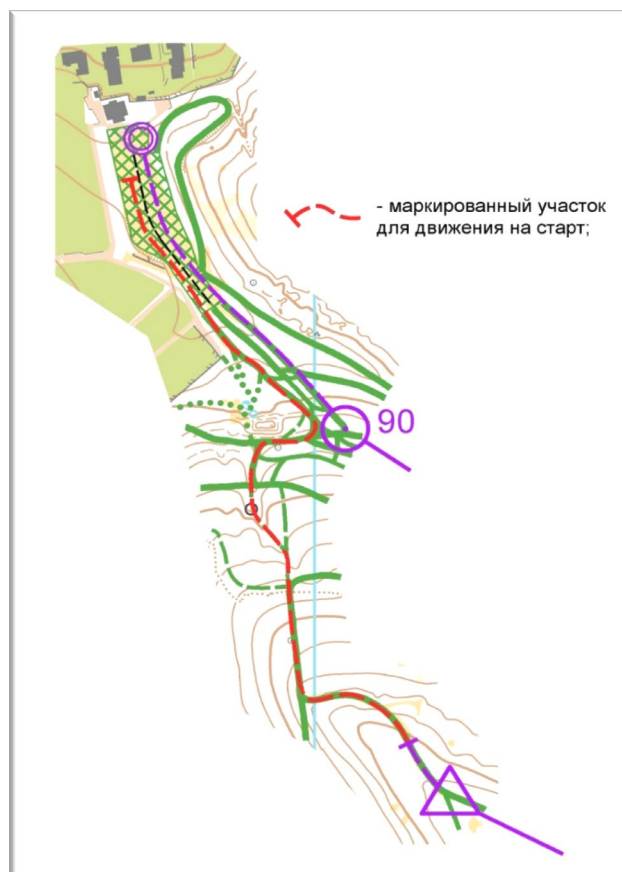 - маркированный участок
для движения на старт;
90